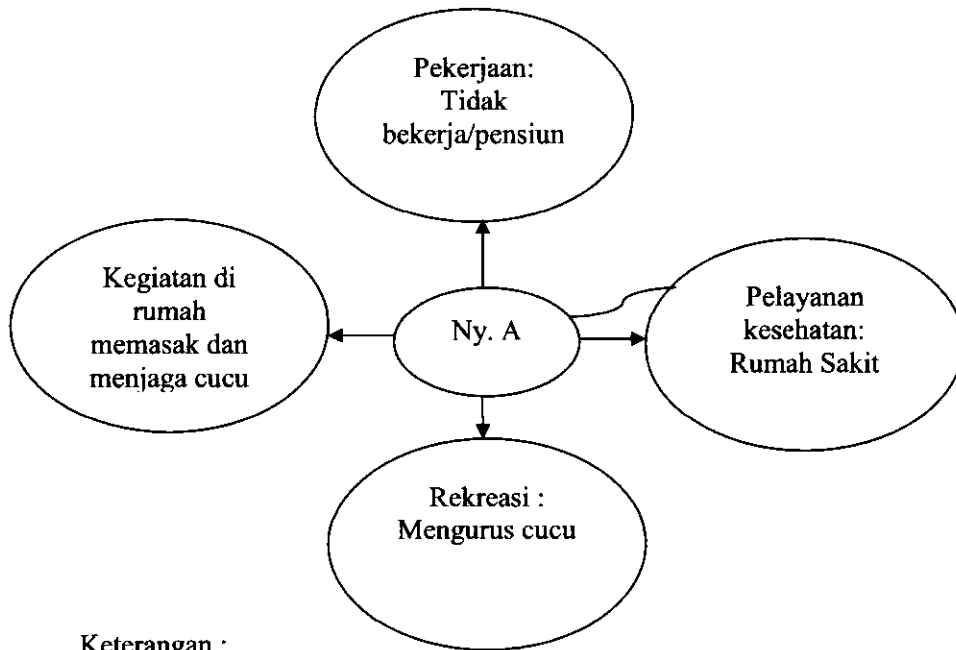 Pekerjaan:
Tidak
bekerja/pensiun
Kegiatan di
rumah
memasak dan
menjaga cucu
Ny. A
Pelayanan
kesehatan:
Rumah Sakit
Rekreasi :
Mengurus cucu
Keterangan :